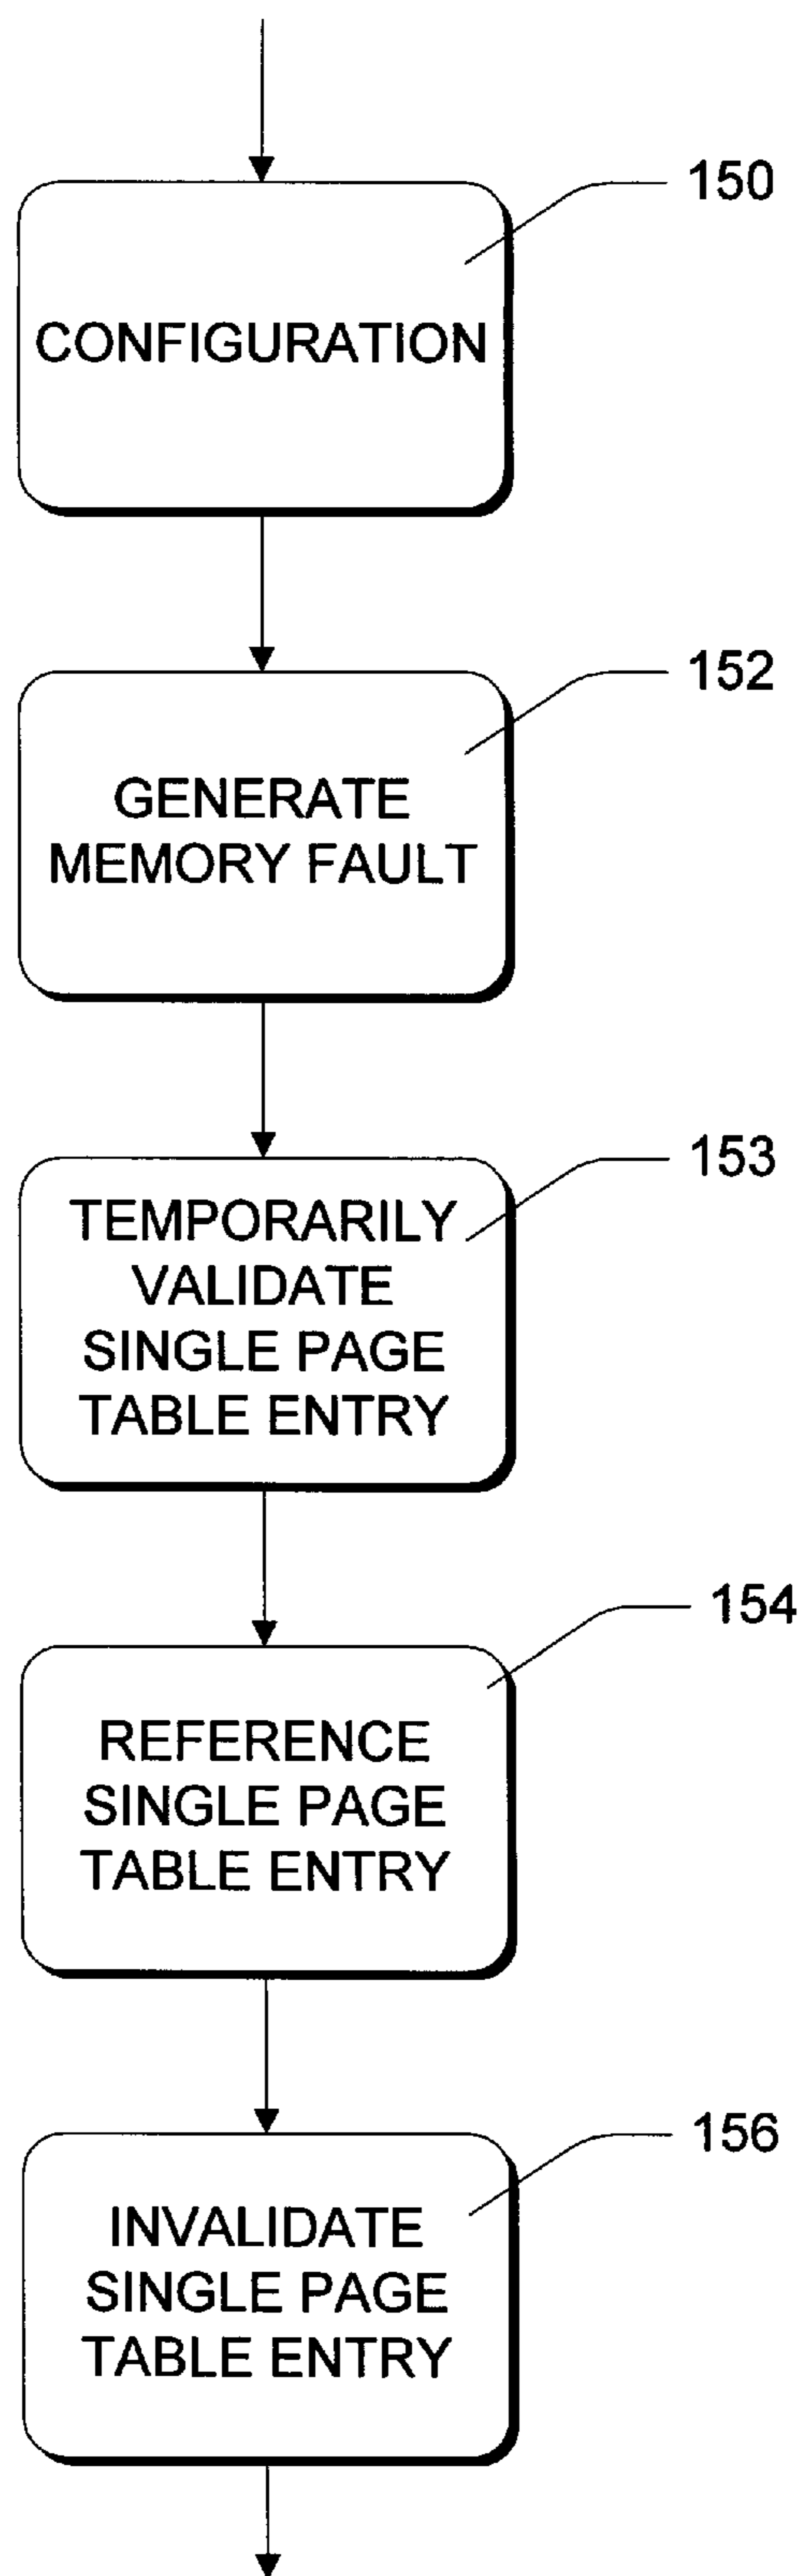 150
CONFIGURATION
152
GENERATE
MEMORY FAULT
153
TEMPORARILY
VALIDATE
SINGLE PAGE
TABLE ENTRY
154
REFERENCE
SINGLE PAGE
TABLE ENTRY
156
INVALIDATE
SINGLE PAGE
TABLE ENTRY